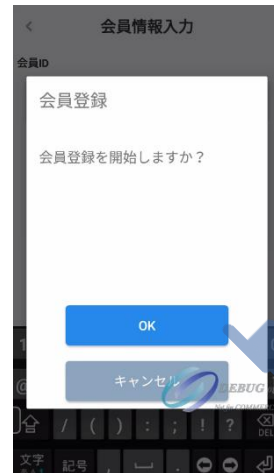 会員情報入力
会員ID
会員登録
会員登録を開始しますか？
OK
キャンセル
DEBUG
/ ( ) : ; ! ?
DEL
文字 記号 ,